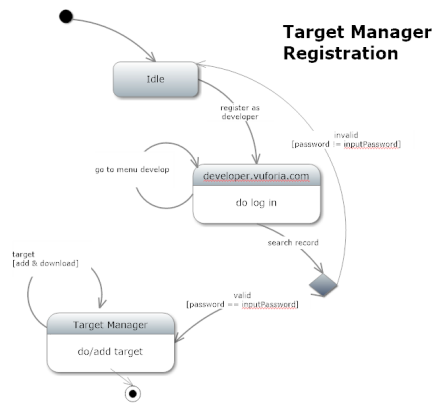 Target Manager
Registration
Idle
register as
developer
invalid
[password != inputPassword]
go to menu develop
developer.vuforia.com
do log in
search record
target
[add & download]
valid
[password == inputPassword]
Target Manager
do/add target